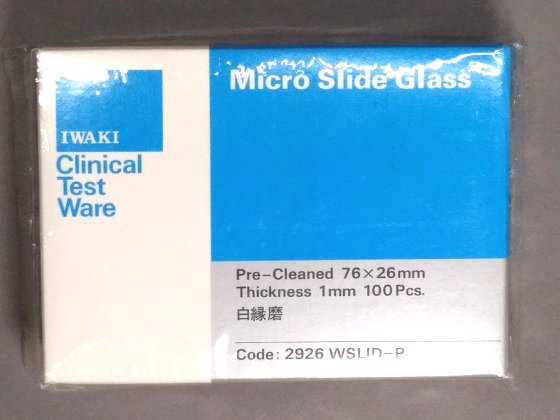 IWAKI
Clinical
Test
Ware
Micro Slide Glass
Pre-Cleaned 76×26mm
Thickness 1mm 100Pcs.
白縁磨
Code: 2926 WSLID-P